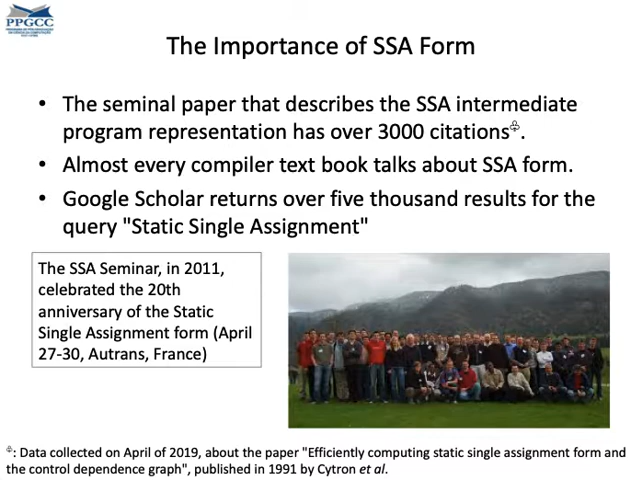 PPGCC
The Importance of SSA Form
• The seminal paper that describes the SSA intermediate
program representation has over 3000 citations♧.
• Almost every compiler text book talks about SSA form.
• Google Scholar returns over five thousand results for the
query "Static Single Assignment"
The SSA Seminar, in 2011,
celebrated the 20th
anniversary of the Static
Single Assignment form (April
27-30, Autrans, France)
♧: Data collected on April of 2019, about the paper "Efficiently computing static single assignment form and
the control dependence graph", published in 1991 by Cytron et al.